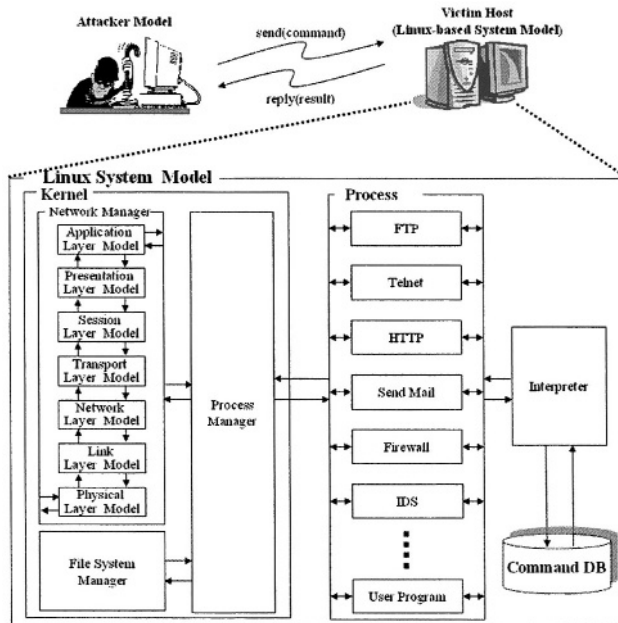 Attacker Model
send(command)
reply(result)
Victim Host
(Linux-based System Model)
Linux System Model
Kernel
Network Manager
Application
Layer Model
Presentation
Layer Model
Session
Layer Model
Transport
Layer Model
Network
Layer Model
Link
Layer Model
Physical
Layer Model
File System
Manager
Process
Manager
Process
FTP
Telnet
HTTP
Send Mail
Firewall
IDS
User Program
Interpreter
Command DB